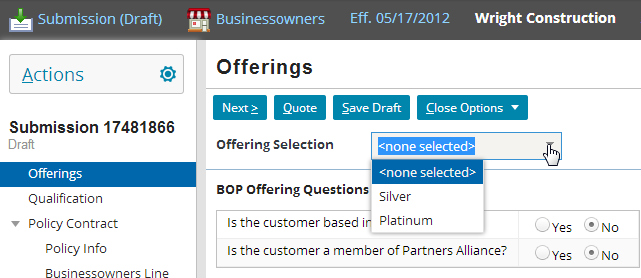 Submission (Draft) Businessowners Eff. 05/17/2012 Wright Construction
Actions
Submission 17481866
Draft
Offerings
Qualification
Policy Contract
Policy Info
Businessowners Line
Offerings
Next > Quote Save Draft Close Options
Offering Selection <none selected>
<none selected>
Silver
Platinum
BOP Offering Questions
Is the customer based in Yes No
Is the customer a member of Partners Alliance? Yes No